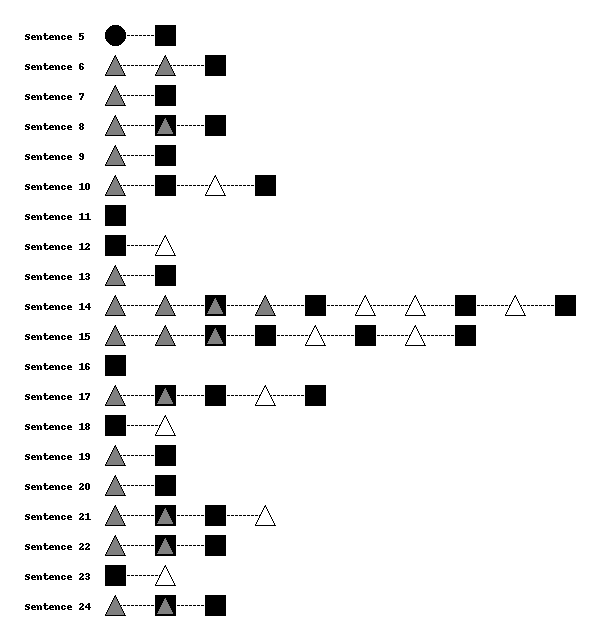 Sentence 5
Sentence 6
Sentence 7
Sentence 8
Sentence 9
Sentence 10
Sentence 11
Sentence 12
Sentence 13
Sentence 14
Sentence 15
Sentence 16
Sentence 17
Sentence 18
Sentence 19
Sentence 20
Sentence 21
Sentence 22
Sentence 23
Sentence 24